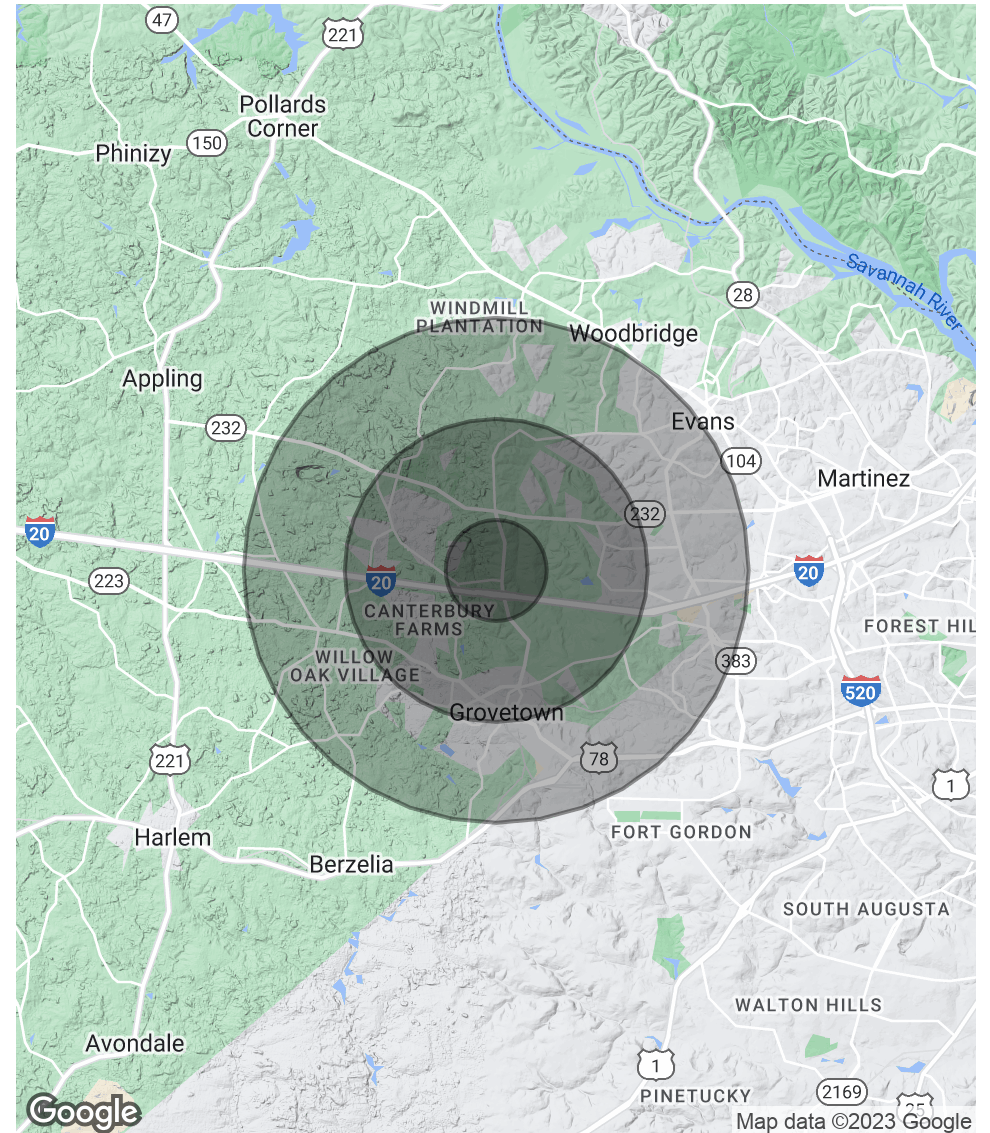 47
221
Pollards
Corner
150
Phinizy
Savannah River
28
WINDMILL
PLANTATION
Woodbridge
Appling
232
Evans
104
Martinez
232
20
20
20
223
CANTERBURY
FARMS
FOREST HIL
WILLOW
OAK VILLAGE
383
520
Grovetown
221
78
1
Harlem
FORT GORDON
Berzelia
SOUTH AUGUSTA
WALTON HILLS
Avondale
1
2169
PINETUCKY
25
Google
Map data ©2023 Google